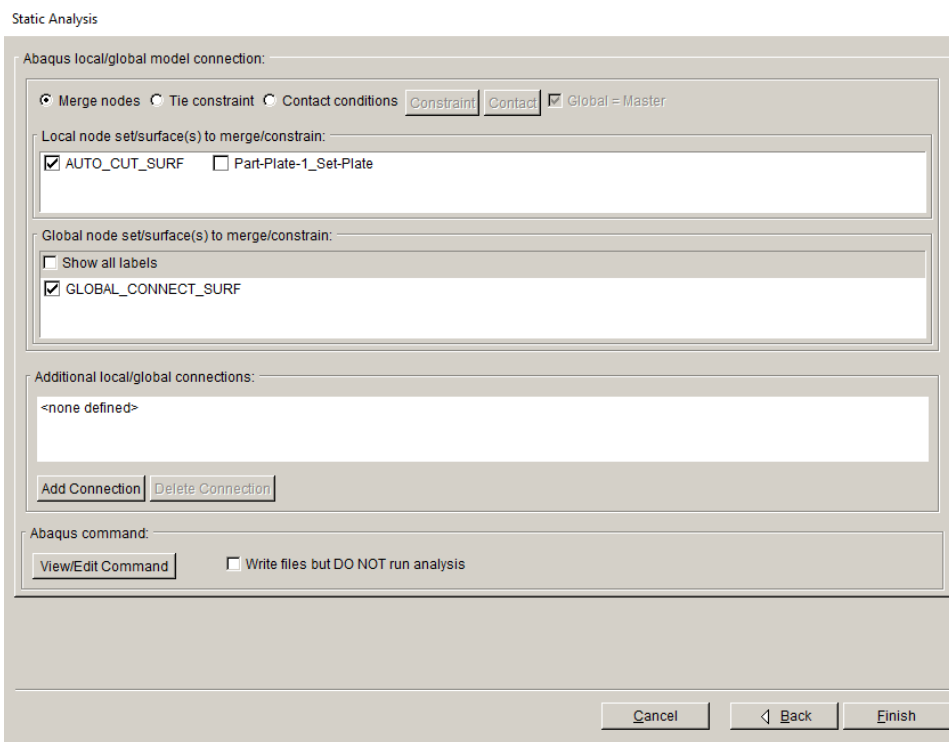 Static Analysis
Abaqus local/global model connection:
Merge nodes Tie constraint Contact conditions Constraint Contact Global = Master
Local node set/surface(s) to merge/constrain:
AUTO_CUT_SURF Part-Plate-1_Set-Plate
Global node set/surface(s) to merge/constrain:
Show all labels
GLOBAL_CONNECT_SURF
Additional local/global connections:
<none defined>
Add Connection Delete Connection
Abaqus command:
View/Edit Command Write files but DO NOT run analysis
Cancel Back Finish